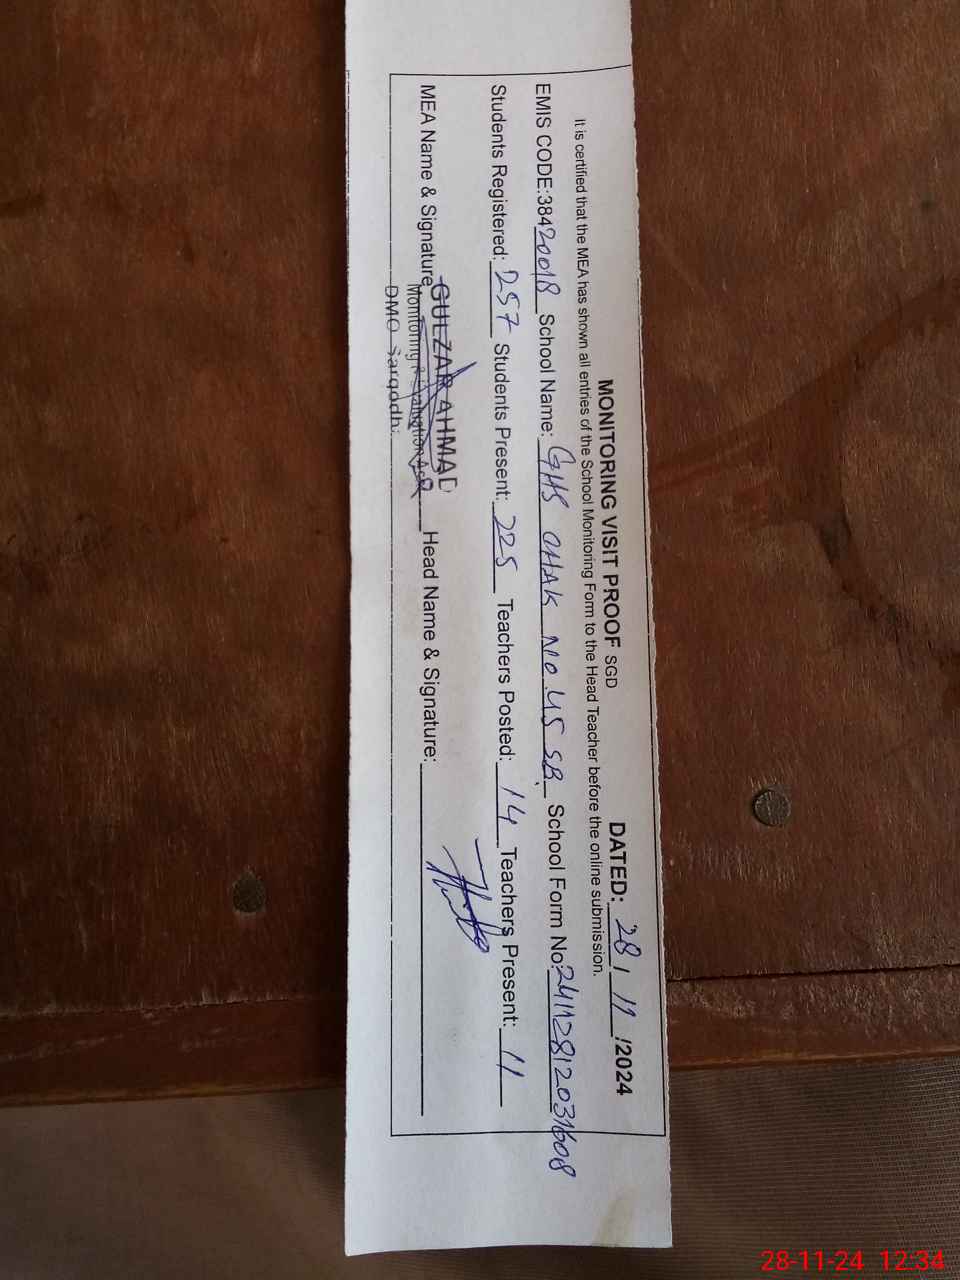 MONITORING VISIT PROOF SGD DATED: 28 / 11 /2024
It is certified that the MEA has shown all entries of the School Monitoring Form to the Head Teacher before the online submission.
EMIS CODE:38420018 School Name: GHS CHAK NO.45 SB. School Form No:24112812031608
Students Registered: 257 Students Present: 225 Teachers Posted: 14 Teachers Present: 11
MEA Name & Signature GULZAR AHMAD Head Name & Signature:
Monitoring & Evaluation
DMO Sargodh
28-11-24 12:34